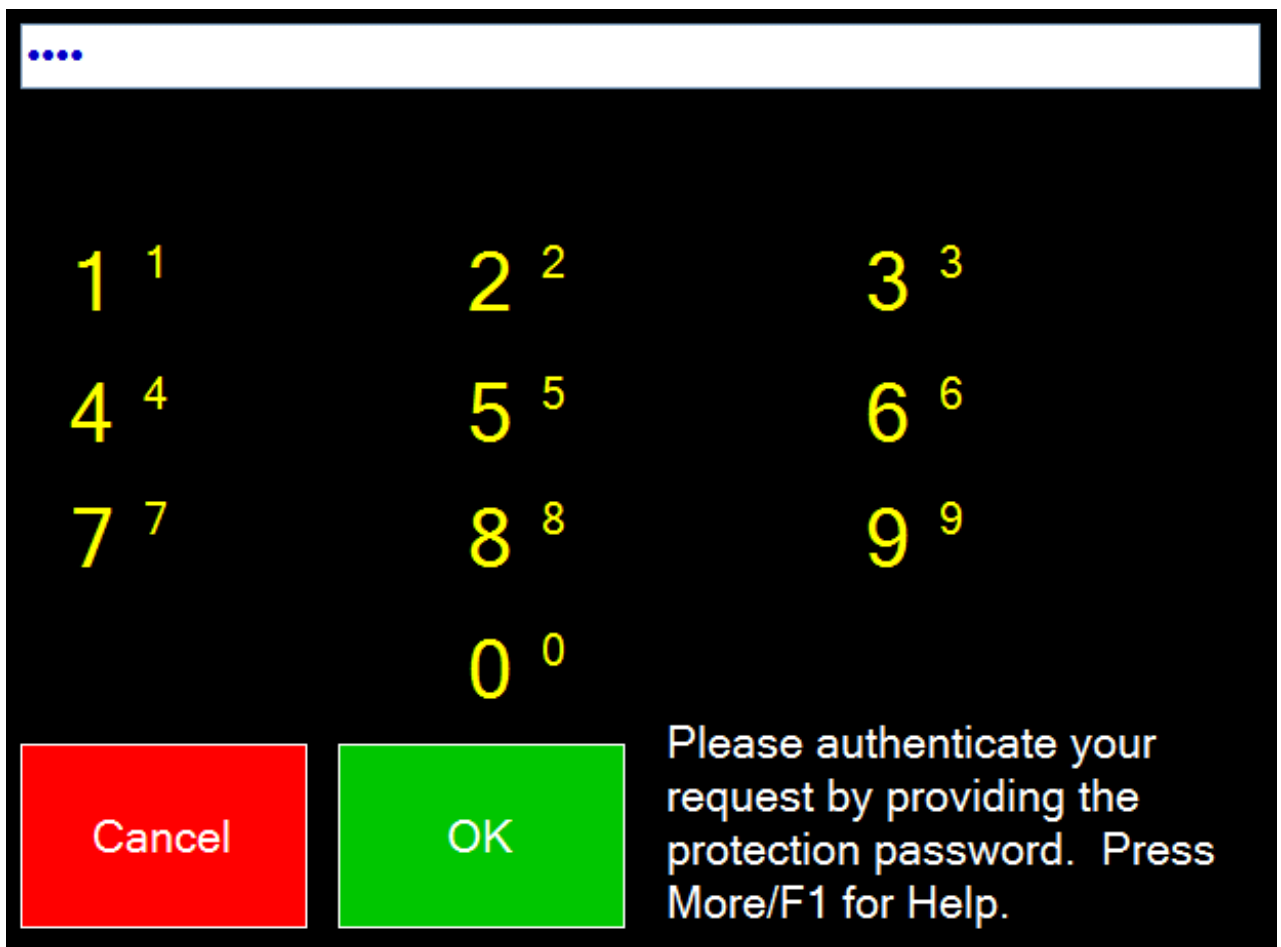 ••••
1 1 2 2 3 3
4 4 5 5 6 6
7 7 8 8 9 9
0 0
Please authenticate your
request by providing the
protection password.  Press
More/F1 for Help.
Cancel
OK